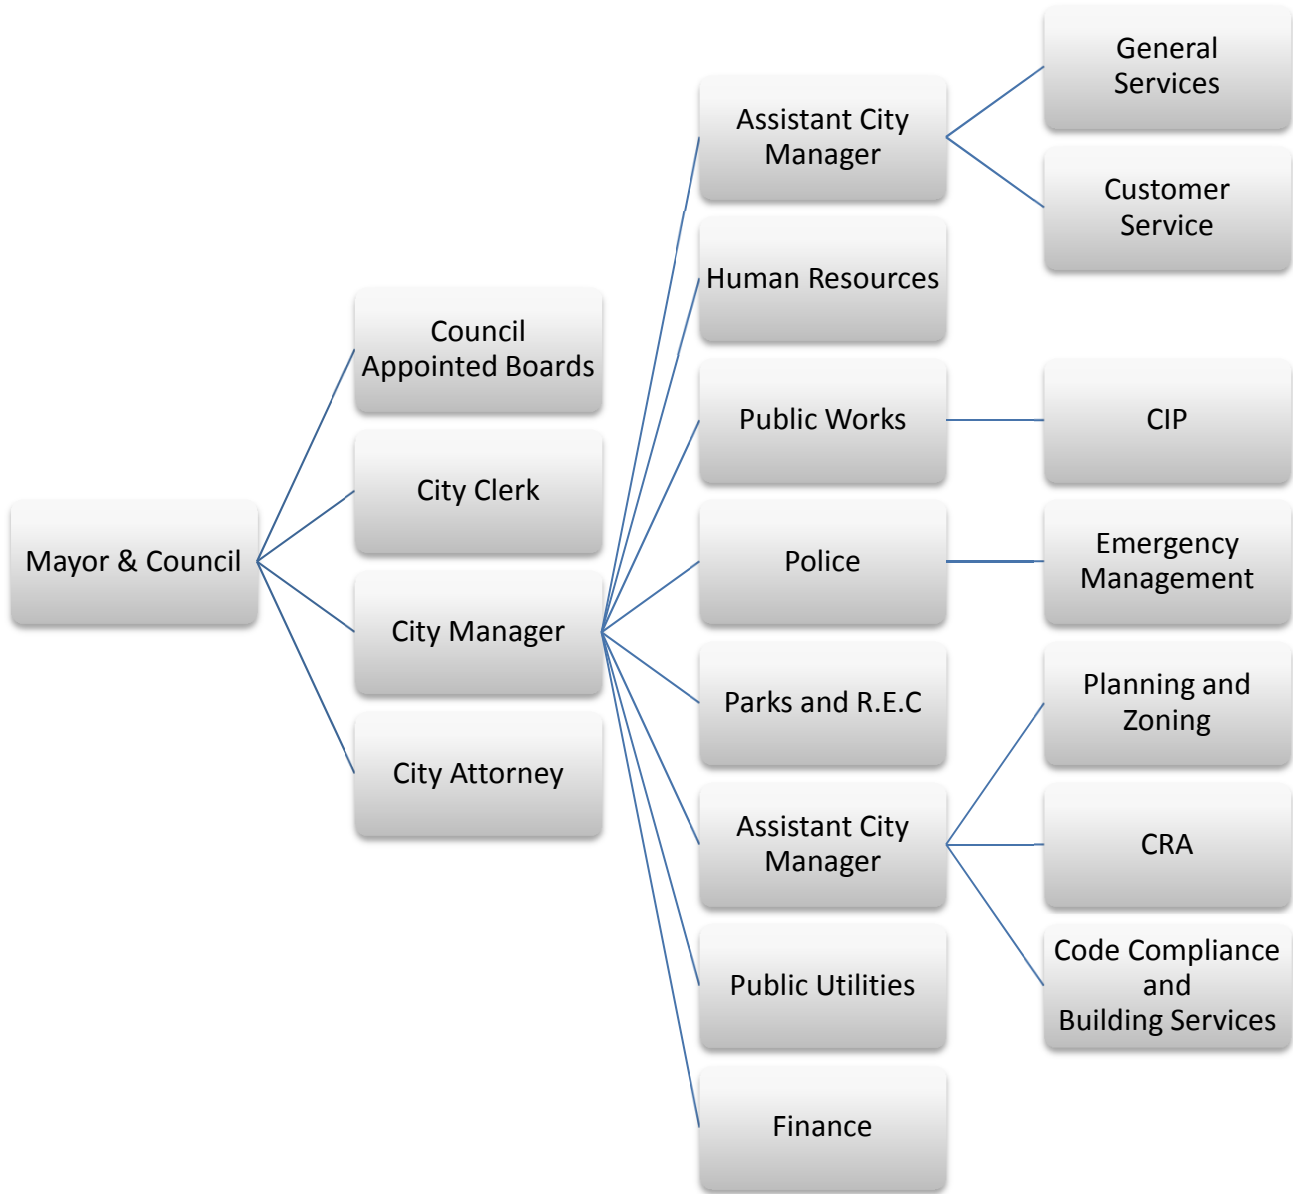 Mayor & Council
Council
Appointed Boards
City Clerk
City Manager
City Attorney
Assistant City
Manager
Human Resources
Public Works
Police
Parks and R.E.C
Assistant City
Manager
Public Utilities
Finance
General
Services
Customer
Service
CIP
Emergency
Management
Planning and
Zoning
CRA
Code Compliance
and
Building Services